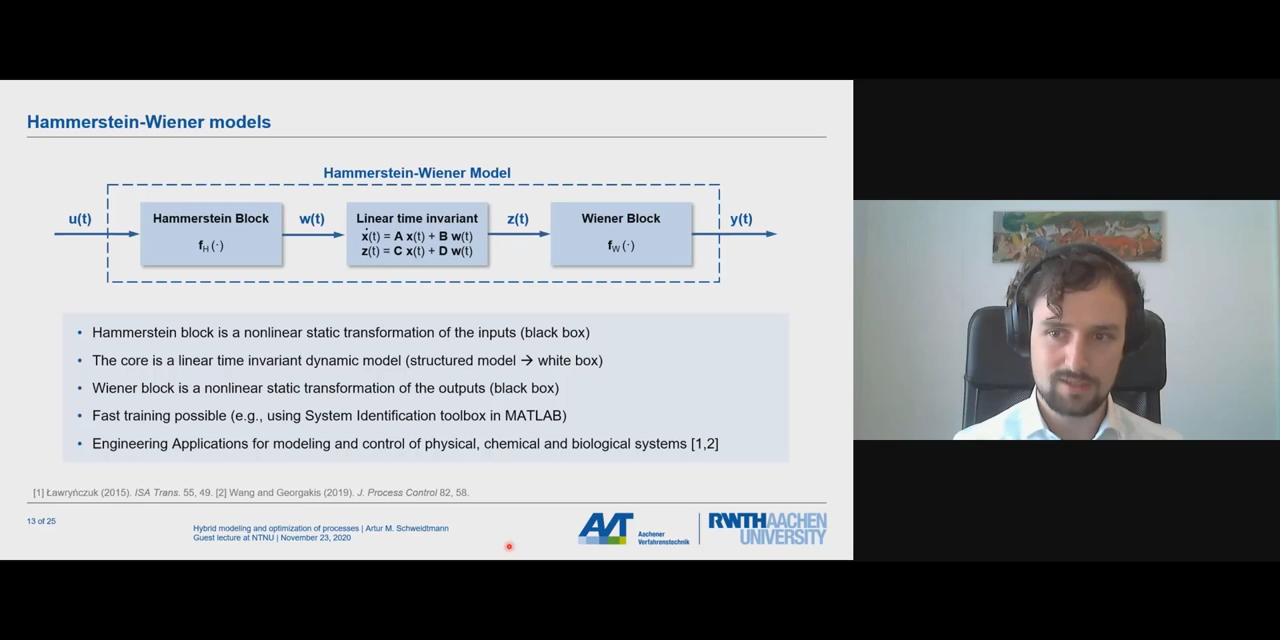 Hammerstein-Wiener models
Hammerstein-Wiener Model
u(t)
Hammerstein Block
f_H (·)
w(t)
Linear time invariant
ẋ(t) = A x(t) + B w(t)
z(t) = C x(t) + D w(t)
z(t)
Wiener Block
f_W (·)
y(t)
• Hammerstein block is a nonlinear static transformation of the inputs (black box)
• The core is a linear time invariant dynamic model (structured model → white box)
• Wiener block is a nonlinear static transformation of the outputs (black box)
• Fast training possible (e.g., using System Identification toolbox in MATLAB)
• Engineering Applications for modeling and control of physical, chemical and biological systems [1,2]
[1] Ławryńczuk (2015). ISA Trans. 55, 49. [2] Wang and Georgakis (2019). J. Process Control 82, 58.
13 of 25
Hybrid modeling and optimization of processes | Artur M. Schweidtmann
Guest lecture at NTNU | November 23, 2020
AVT
Aachener
Verfahrenstechnik
RWTH AACHEN
UNIVERSITY